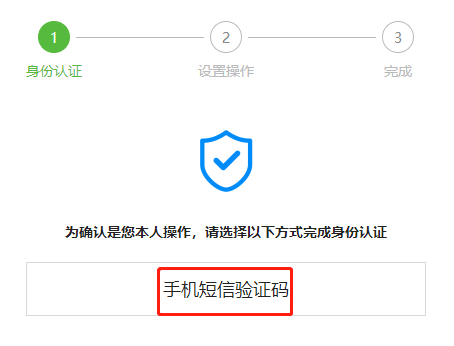 1
2
3
身份认证
设置操作
完成
为确认是您本人操作，请选择以下方式完成身份认证
手机短信验证码